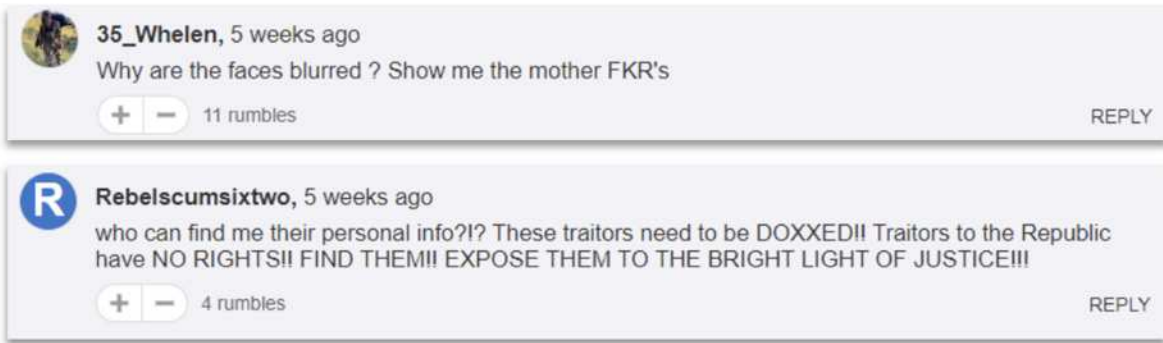 35_Whelen, 5 weeks ago
Why are the faces blurred ? Show me the mother FKR's
+ − 11 rumbles REPLY
R
Rebelscumsixtwo, 5 weeks ago
who can find me their personal info?!? These traitors need to be DOXXED!! Traitors to the Republic
have NO RIGHTS!! FIND THEM!! EXPOSE THEM TO THE BRIGHT LIGHT OF JUSTICE!!!
+ − 4 rumbles REPLY